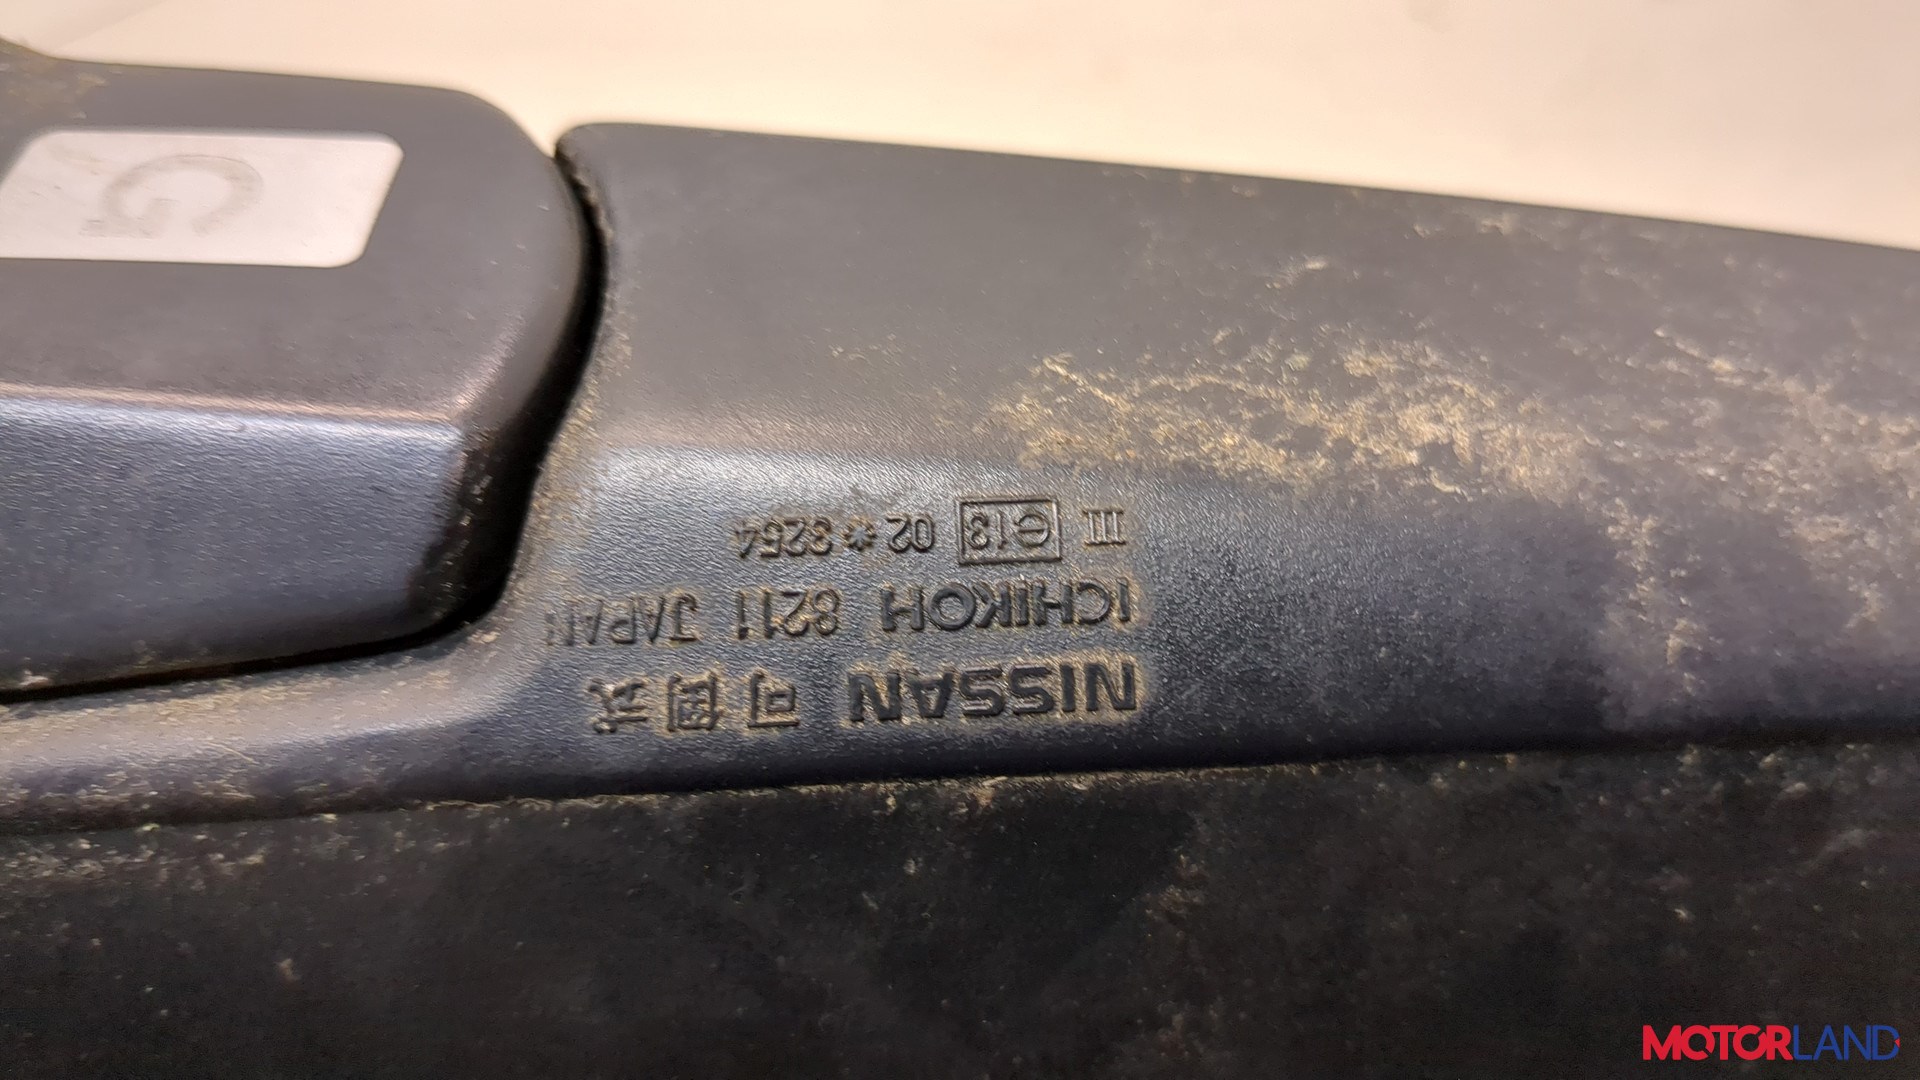 NISSAN 可倒式
ICHIKOH 8211 JAPAN
III e13 02*3254
G
MOTORLAND